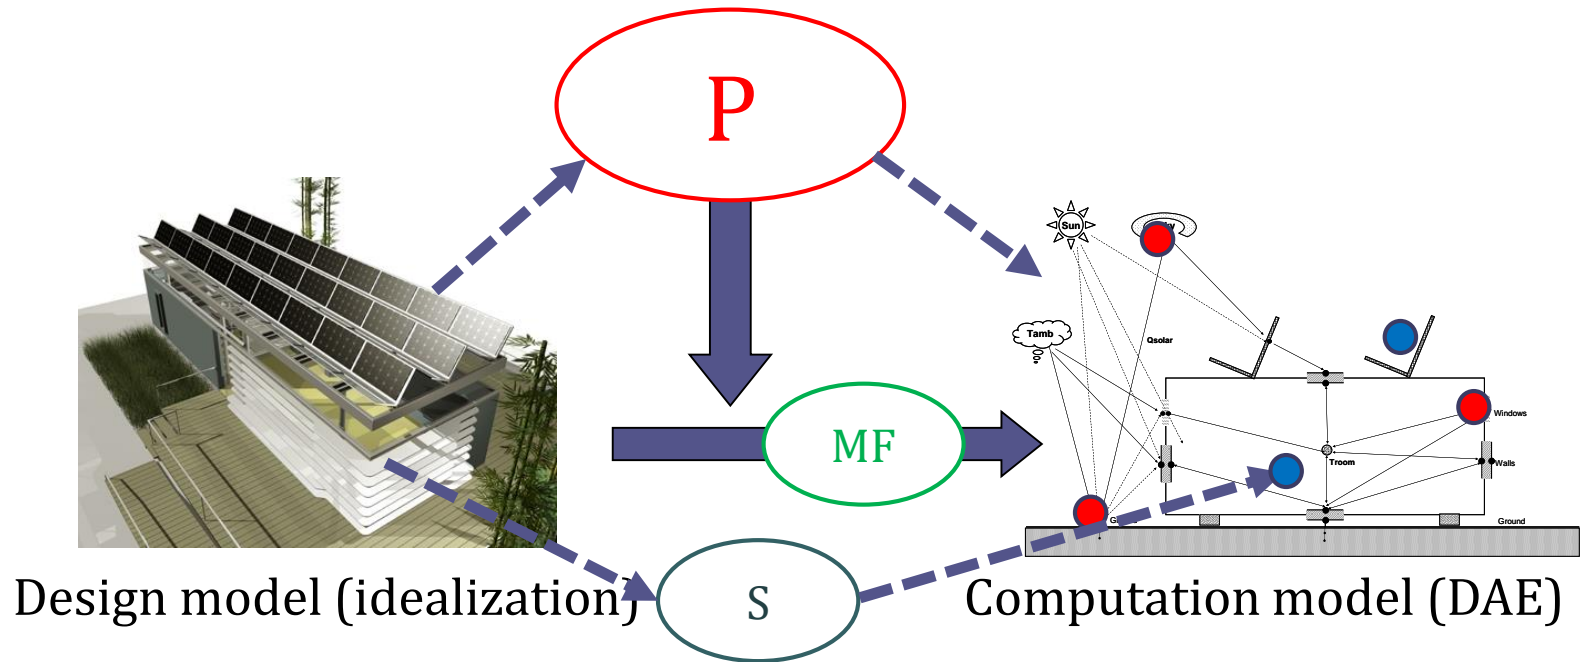 P
Sun
Tamb
Qsolar
MF
Windows
Troom
Walls
Ground
Design model (idealization)
S
Computation model (DAE)